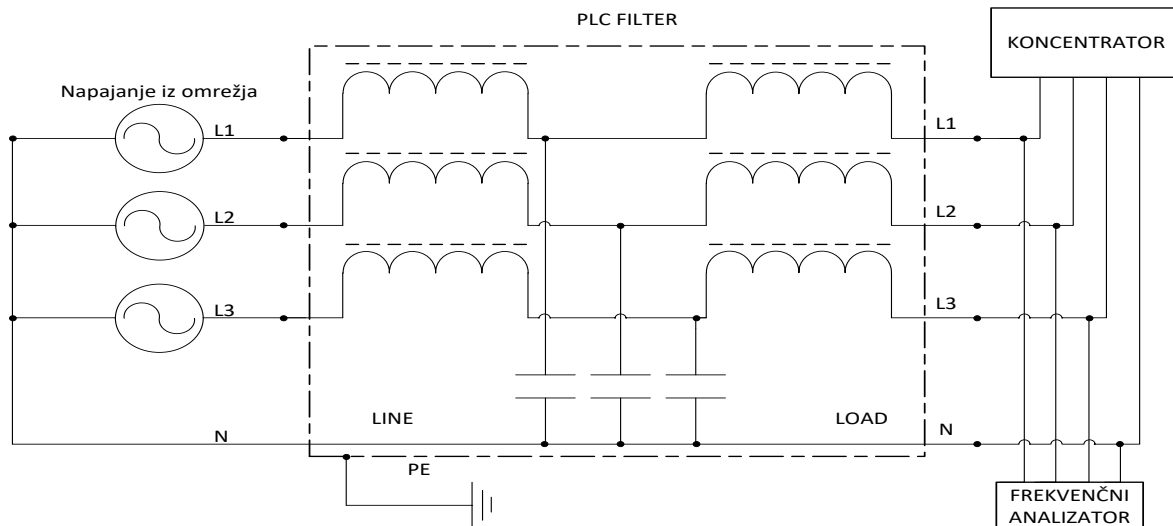 PLC FILTER
KONCENTRATOR
Napajanje iz omrežja
L1
L1
L2
L2
L3
L3
LINE
LOAD
N
N
PE
FREKVENČNI
ANALIZATOR